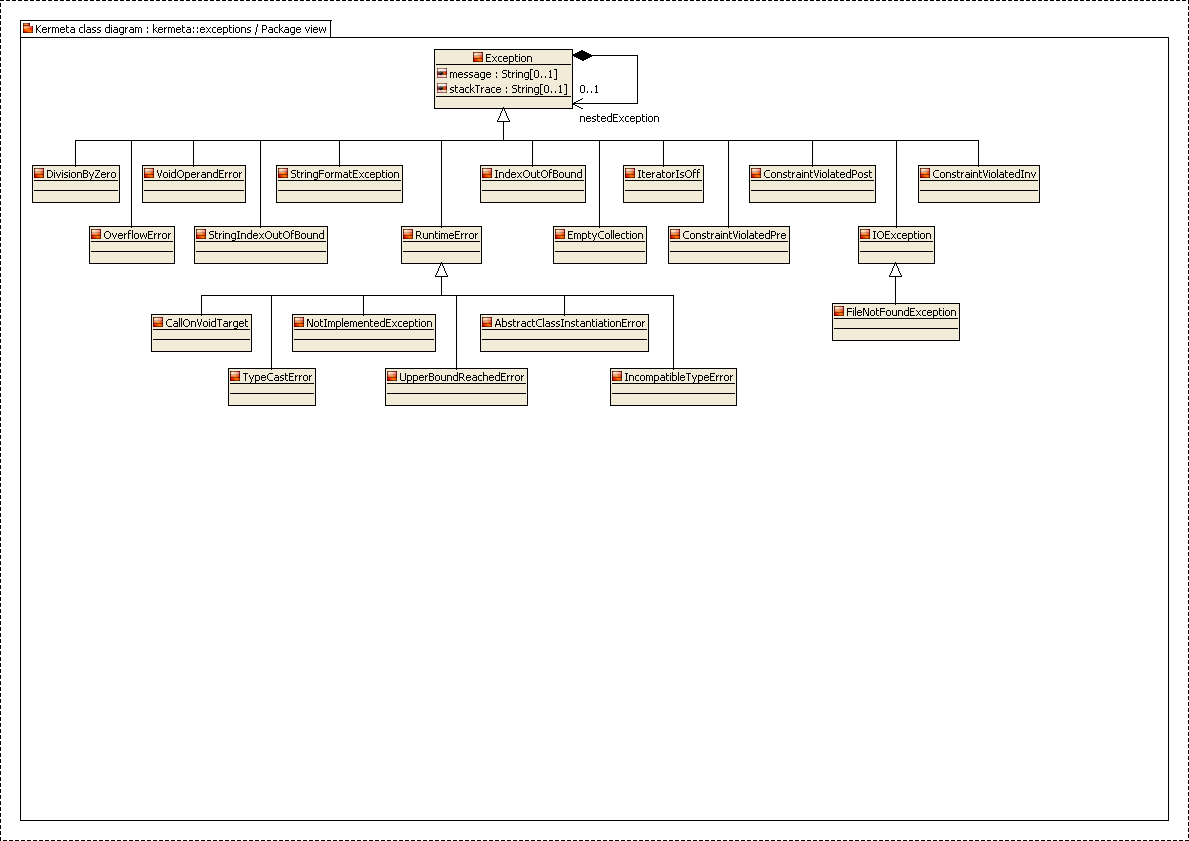 Kermeta class diagram : kermeta::exceptions / Package view
Exception
message : String[0..1]
stackTrace : String[0..1]
0..1
nestedException
DivisionByZero
VoidOperandError
StringFormatException
IndexOutOfBound
IteratorIsOff
ConstraintViolatedPost
ConstraintViolatedInv
OverflowError
StringIndexOutOfBound
RuntimeError
EmptyCollection
ConstraintViolatedPre
IOException
CallOnVoidTarget
NotImplementedException
AbstractClassInstantiationError
FileNotFoundException
TypeCastError
UpperBoundReachedError
IncompatibleTypeError